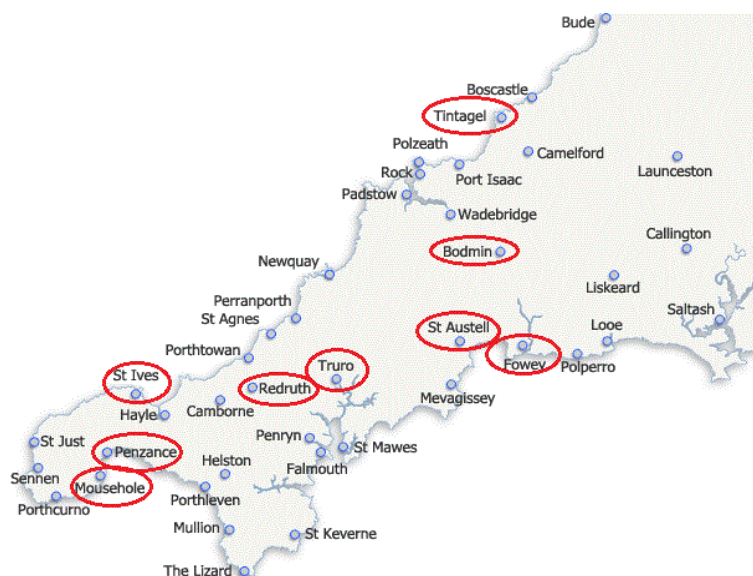 Bude
Boscastle
Tintagel
Polzeath
Camelford
Launceston
Rock
Port Isaac
Padstow
Wadebridge
Callington
Bodmin
Newquay
Liskeard
Perranporth
Saltash
St Agnes
St Austell
Looe
Porthtowan
Truro
Fowey
Polperro
St Ives
Redruth
Mevagissey
Hayle
Camborne
St Just
Penryn
St Mawes
Penzance
Helston
Falmouth
Sennen
Mousehole
Porthleven
Porthcurno
Mullion
St Keverne
The Lizard